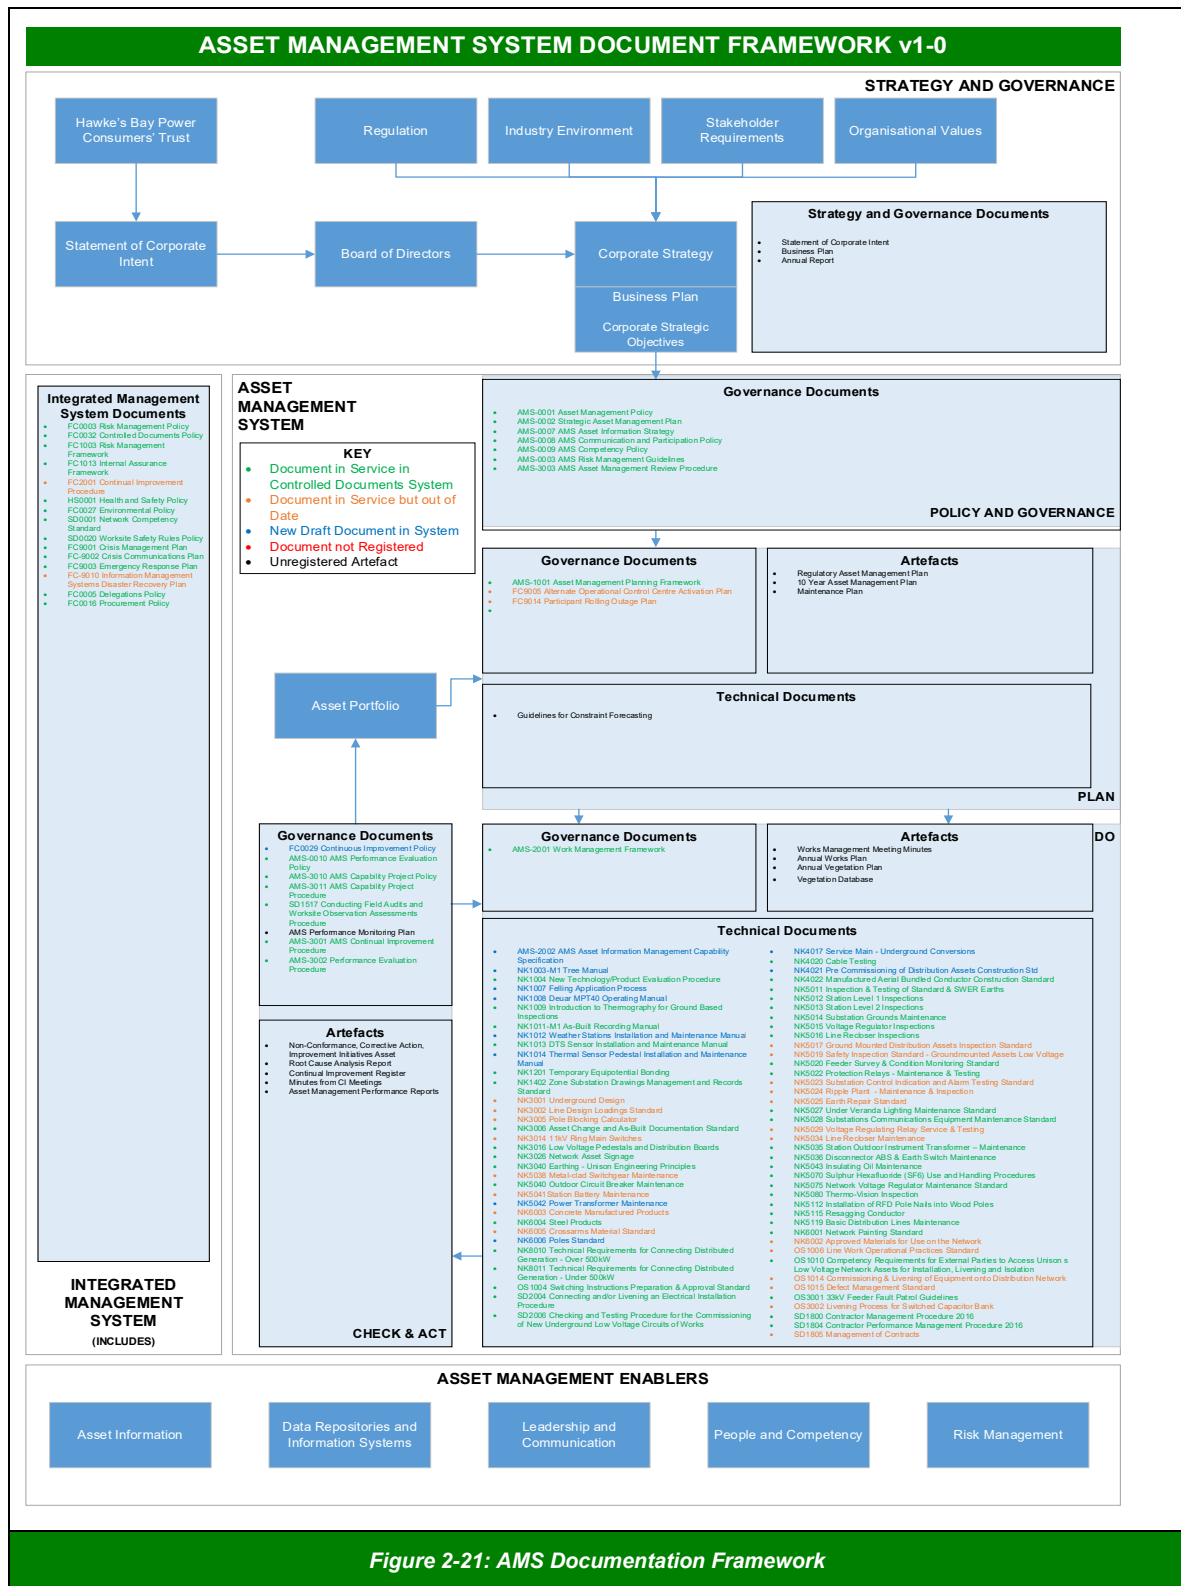 ASSET MANAGEMENT SYSTEM DOCUMENT FRAMEWORK v1-0
STRATEGY AND GOVERNANCE
Hawke's Bay Power
Consumers' Trust
Regulation
Industry Environment
Stakeholder
Requirements
Organisational Values
Statement of Corporate
Intent
Board of Directors
Corporate Strategy
Business Plan
Corporate Strategic
Objectives
Strategy and Governance Documents
Statement of Corporate Intent
Business Plan
Annual Report
Integrated Management
System Documents
FC0003 Risk Management Policy
FC0032 Controlled Documents Policy
FC1003 Risk Management
Framework
FC1013 Internal Assurance
Framework
FC2001 Continual Improvement
Procedure
HS0001 Health and Safety Policy
FC0027 Environmental Policy
SD0001 Network Competency
Standard
SD0020 Worksite Safety Rules Policy
FC9001 Crisis Management Plan
FC-9002 Crisis Communications Plan
FC9003 Emergency Response Plan
FC-9010 Information Management
Systems Disaster Recovery Plan
FC0005 Delegations Policy
FC0016 Procurement Policy
INTEGRATED
MANAGEMENT
SYSTEM
(INCLUDES)
ASSET
MANAGEMENT
SYSTEM
KEY
Document in Service in
Controlled Documents System
Document in Service but out of
Date
New Draft Document in System
Document not Registered
Unregistered Artefact
Governance Documents
AMS-0001 Asset Management Policy
AMS-0002 Strategic Asset Management Plan
AMS-0007 AMS Asset Information Strategy
AMS-0008 AMS Communication and Participation Policy
AMS-0009 AMS Competency Policy
AMS-0003 AMS Risk Management Guidelines
AMS-3003 AMS Asset Management Review Procedure
POLICY AND GOVERNANCE
Governance Documents
AMS-1001 Asset Management Planning Framework
FC9005 Alternate Operational Control Centre Activation Plan
FC9014 Participant Rolling Outage Plan
Artefacts
Regulatory Asset Management Plan
10 Year Asset Management Plan
Maintenance Plan
Technical Documents
Guidelines for Constraint Forecasting
PLAN
Asset Portfolio
Governance Documents
FC0029 Continuous Improvement Policy
AMS-0010 AMS Performance Evaluation
Policy
AMS-3010 AMS Capability Project Policy
AMS-3011 AMS Capability Project
Procedure
SD1517 Conducting Field Audits and
Worksite Observation Assessments
Procedure
AMS Performance Monitoring Plan
AMS-3001 AMS Continual Improvement
Procedure
AMS-3002 Performance Evaluation
Procedure
Artefacts
Non-Conformance, Corrective Action,
Improvement Initiatives Asset
Root Cause Analysis Report
Continual Improvement Register
Minutes from CI Meetings
Asset Management Performance Reports
CHECK & ACT
Governance Documents
AMS-2001 Work Management Framework
Artefacts
Works Management Meeting Minutes
Annual Works Plan
Annual Vegetation Plan
Vegetation Database
DO
Technical Documents
AMS-2002 AMS Asset Information Management Capability
Specification
NK1003-M1 Tree Manual
NK1004 New Technology/Product Evaluation Procedure
NK1007 Felling Application Process
NK1008 Deuar MPT40 Operating Manual
NK1009 Introduction to Thermography for Ground Based
Inspections
NK1011-M1 As-Built Recording Manual
NK1012 Weather Stations Installation and Maintenance Manual
NK1013 DTS Sensor Installation and Maintenance Manual
NK1014 Thermal Sensor Pedestal Installation and Maintenance
Manual
NK1201 Temporary Equipotential Bonding
NK1402 Zone Substation Drawings Management and Records
Standard
NK3001 Underground Design
NK3002 Line Design Loadings Standard
NK3005 Pole Blocking Calculator
NK3006 Asset Change and As-Built Documentation Standard
NK3014 11kV Ring Main Switches
NK3016 Low Voltage Pedestals and Distribution Boards
NK3026 Network Asset Signage
NK3040 Earthing - Unison Engineering Principles
NK5038 Metal-clad Switchgear Maintenance
NK5040 Outdoor Circuit Breaker Maintenance
NK5041Station Battery Maintenance
NK5042 Power Transformer Maintenance
NK6003 Concrete Manufactured Products
NK6004 Steel Products
NK6005 Crossarms Material Standard
NK6006 Poles Standard
NK8010 Technical Requirements for Connecting Distributed
Generation - Over 500kW
NK8011 Technical Requirements for Connecting Distributed
Generation - Under 500kW
OS1004 Switching Instructions Preparation & Approval Standard
SD2004 Connecting and/or Livening an Electrical Installation
Procedure
SD2006 Checking and Testing Procedure for the Commissioning
of New Underground Low Voltage Circuits of Works
NK4017 Service Main - Underground Conversions
NK4020 Cable Testing
NK4021 Pre Commissioning of Distribution Assets Construction Std
NK4022 Manufactured Aerial Bundled Conductor Construction Standard
NK5011 Inspection & Testing of Standard & SWER Earths
NK5012 Station Level 1 Inspections
NK5013 Station Level 2 Inspections
NK5014 Substation Grounds Maintenance
NK5015 Voltage Regulator Inspections
NK5016 Line Recloser Inspections
NK5017 Ground Mounted Distribution Assets Inspection Standard
NK5019 Safety Inspection Standard - Groundmounted Assets Low Voltage
NK5020 Feeder Survey & Condition Monitoring Standard
NK5022 Protection Relays - Maintenance & Testing
NK5023 Substation Control Indication and Alarm Testing Standard
NK5024 Ripple Plant - Maintenance & Inspection
NK5025 Earth Repair Standard
NK5027 Under Veranda Lighting Maintenance Standard
NK5028 Substations Communications Equipment Maintenance Standard
NK5029 Voltage Regulating Relay Service & Testing
NK5034 Line Recloser Maintenance
NK5035 Station Outdoor Instrument Transformer – Maintenance
NK5036 Disconnector ABS & Earth Switch Maintenance
NK5043 Insulating Oil Maintenance
NK5070 Sulphur Hexafluoride (SF6) Use and Handling Procedures
NK5075 Network Voltage Regulator Maintenance Standard
NK5080 Thermo-Vision Inspection
NK5112 Installation of RFD Pole Nails into Wood Poles
NK5115 Resagging Conductor
NK5119 Basic Distribution Lines Maintenance
NK6001 Network Painting Standard
NK6002 Approved Materials for Use on the Network
OS1006 Line Work Operational Practices Standard
OS1010 Competency Requirements for External Parties to Access Unison s
Low Voltage Network Assets for Installation, Livening and Isolation
OS1014 Commissioning & Livening of Equipment onto Distribution Network
OS1015 Defect Management Standard
OS3001 33kV Feeder Fault Patrol Guidelines
OS3002 Livening Process for Switched Capacitor Bank
SD1800 Contractor Management Procedure 2016
SD1804 Contractor Performance Management Procedure 2016
SD1805 Management of Contracts
ASSET MANAGEMENT ENABLERS
Asset Information
Data Repositories and
Information Systems
Leadership and
Communication
People and Competency
Risk Management
Figure 2-21: AMS Documentation Framework